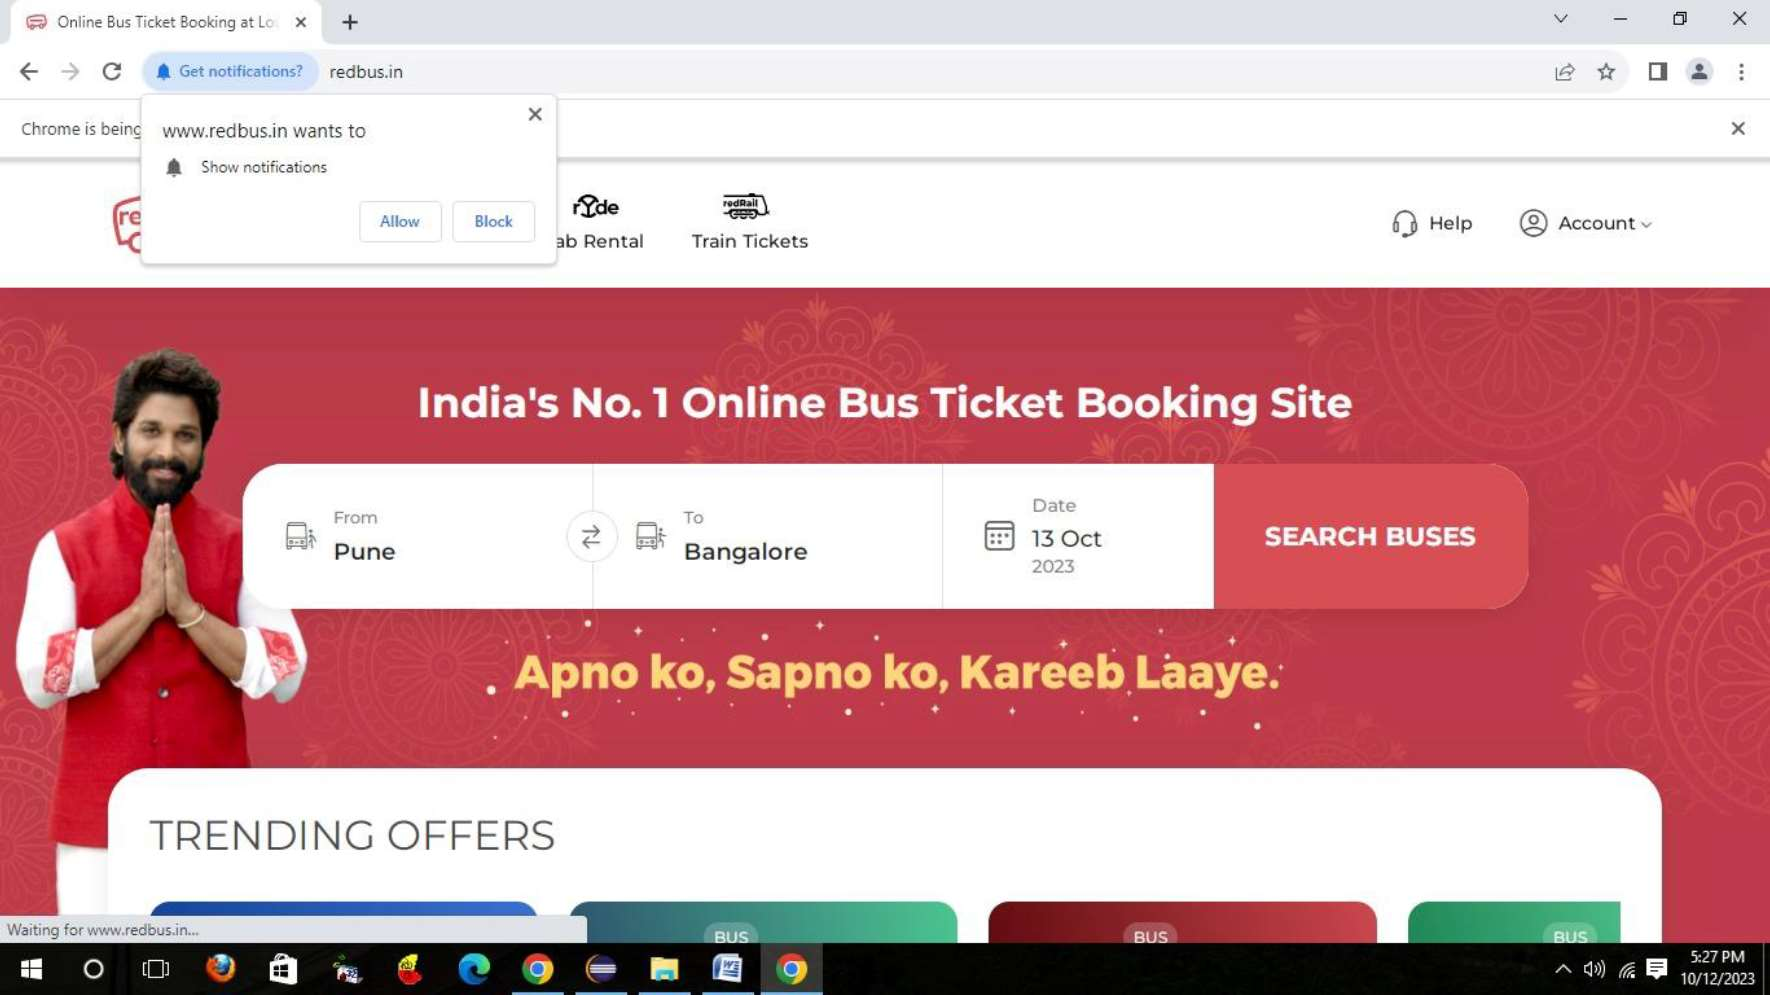 Online Bus Ticket Booking at Lo
Get notifications?
redbus.in
Chrome is being
www.redbus.in wants to
Show notifications
Allow
Block
re
rYde
ab Rental
redRail
Train Tickets
Help
Account
India's No. 1 Online Bus Ticket Booking Site
From
Pune
To
Bangalore
Date
13 Oct
2023
SEARCH BUSES
Apno ko, Sapno ko, Kareeb Laaye.
TRENDING OFFERS
BUS
BUS
BUS
Waiting for www.redbus.in...
5:27 PM
10/12/2023